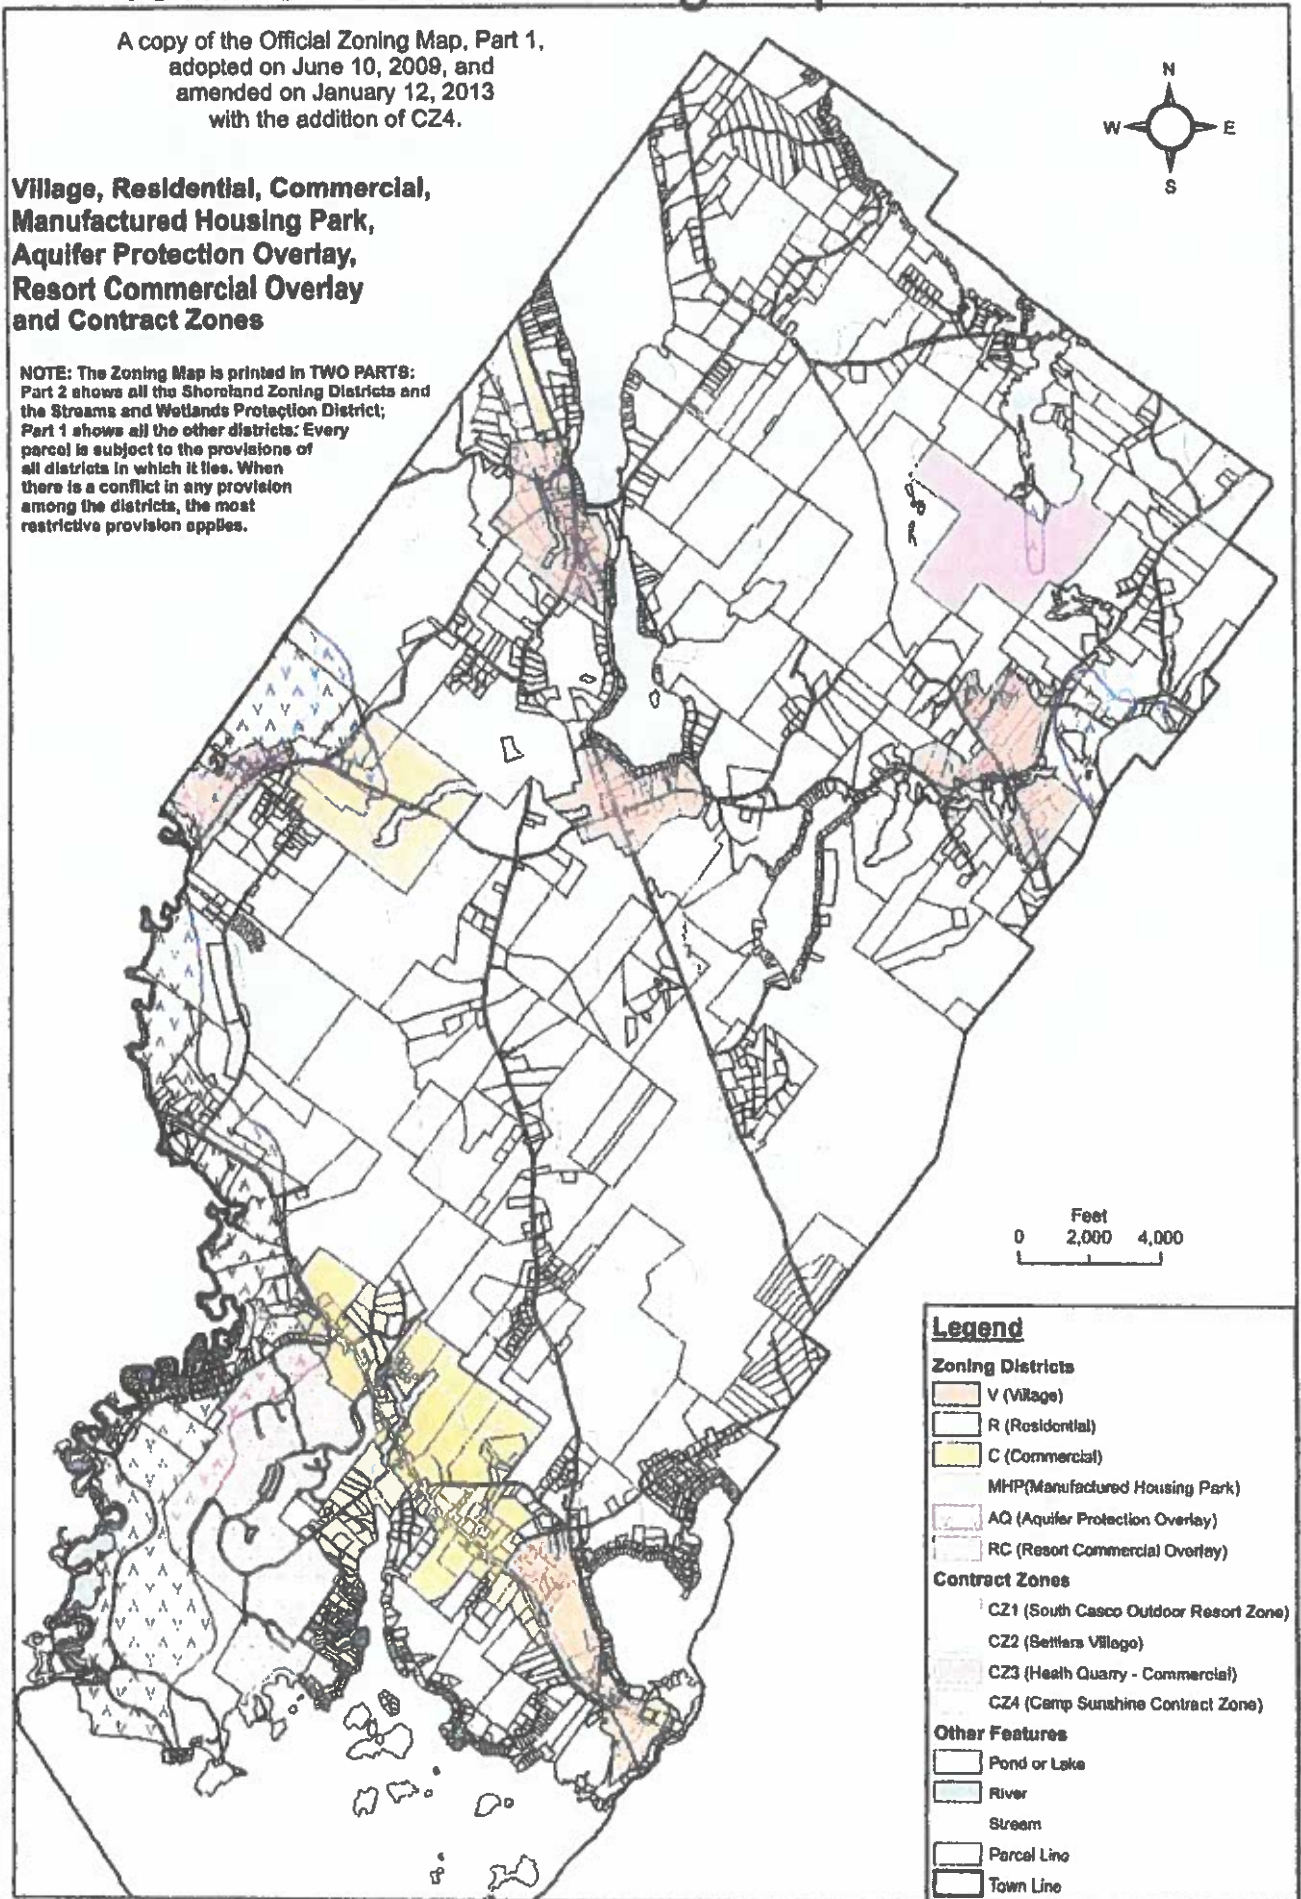 A copy of the Official Zoning Map, Part 1,
adopted on June 10, 2009, and
amended on January 12, 2013
with the addition of CZ4.
Village, Residential, Commercial,
Manufactured Housing Park,
Aquifer Protection Overlay,
Resort Commercial Overlay
and Contract Zones
NOTE: The Zoning Map is printed in TWO PARTS:
Part 2 shows all the Shoreland Zoning Districts and
the Streams and Wetlands Protection District;
Part 1 shows all the other districts. Every
parcel is subject to the provisions of
all districts in which it lies. When
there is a conflict in any provision
among the districts, the most
restrictive provision applies.
N
W E
S
Feet
0 2,000 4,000
Legend
Zoning Districts
V (Village)
R (Residential)
C (Commercial)
MHP(Manufactured Housing Park)
AQ (Aquifer Protection Overlay)
RC (Resort Commercial Overlay)
Contract Zones
CZ1 (South Casco Outdoor Resort Zone)
CZ2 (Settlers Village)
CZ3 (Heath Quarry - Commercial)
CZ4 (Camp Sunshine Contract Zone)
Other Features
Pond or Lake
River
Stream
Parcel Line
Town Line